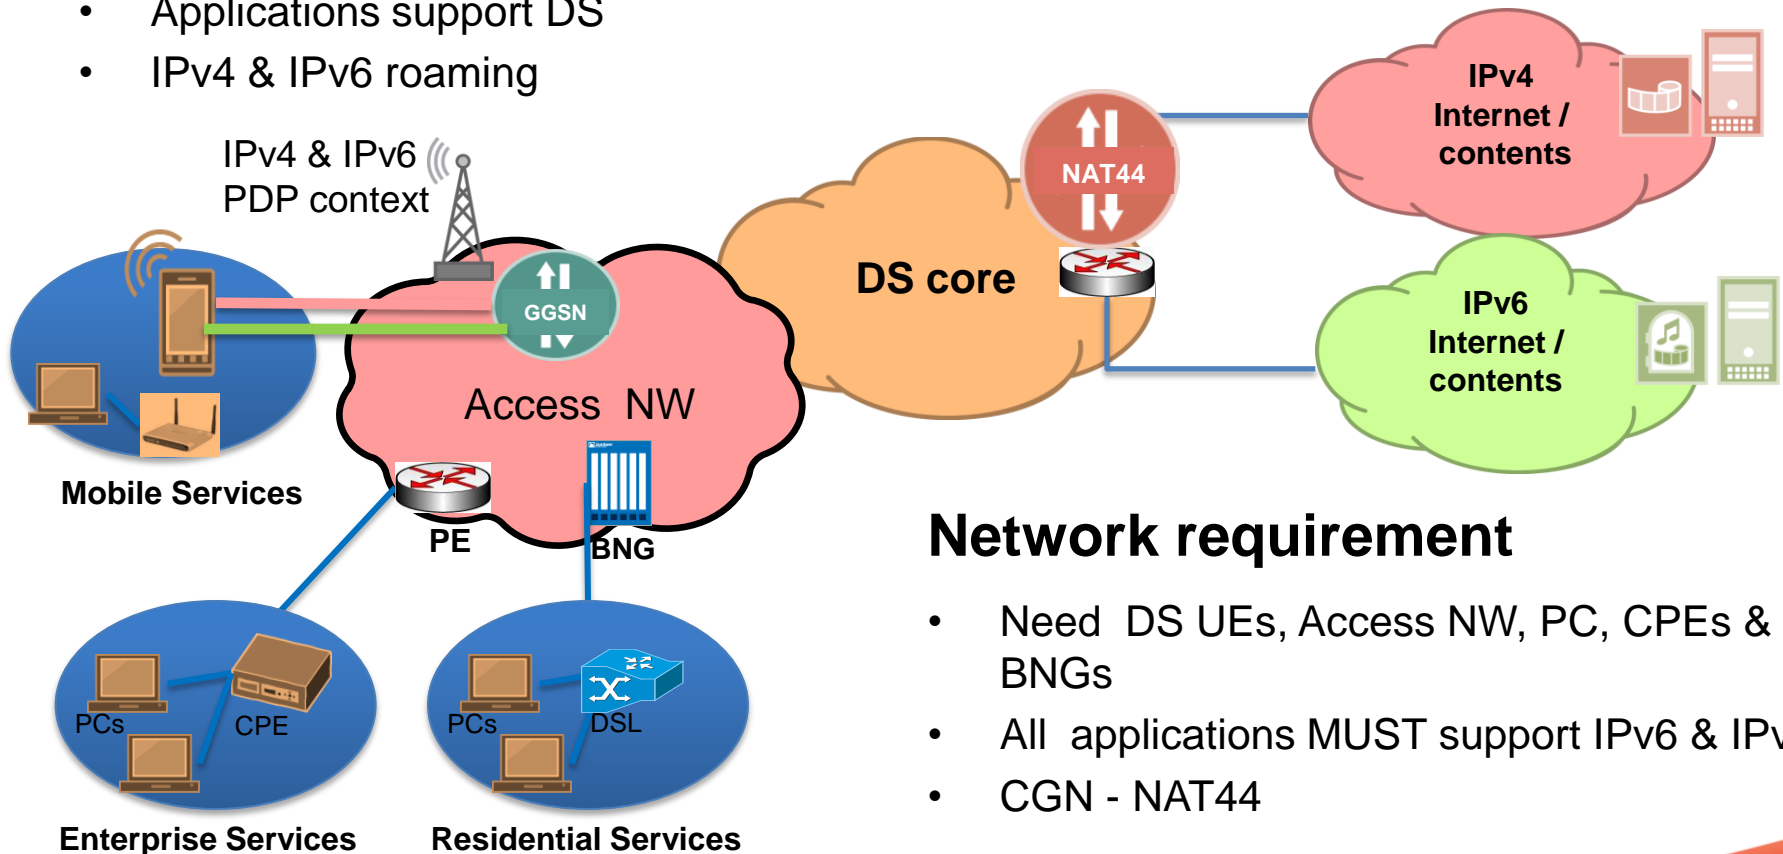 • Applications support DS
• IPv4 & IPv6 roaming
IPv4 & IPv6
PDP context
GGSN
Access NW
Mobile Services
PE
BNG
PCs
CPE
Enterprise Services
PCs
DSL
Residential Services
DS core
NAT44
IPv4
Internet /
contents
IPv6
Internet /
contents
Network requirement
• Need DS UEs, Access NW, PC, CPEs &
BNGs
• All applications MUST support IPv6 & IPv
• CGN - NAT44